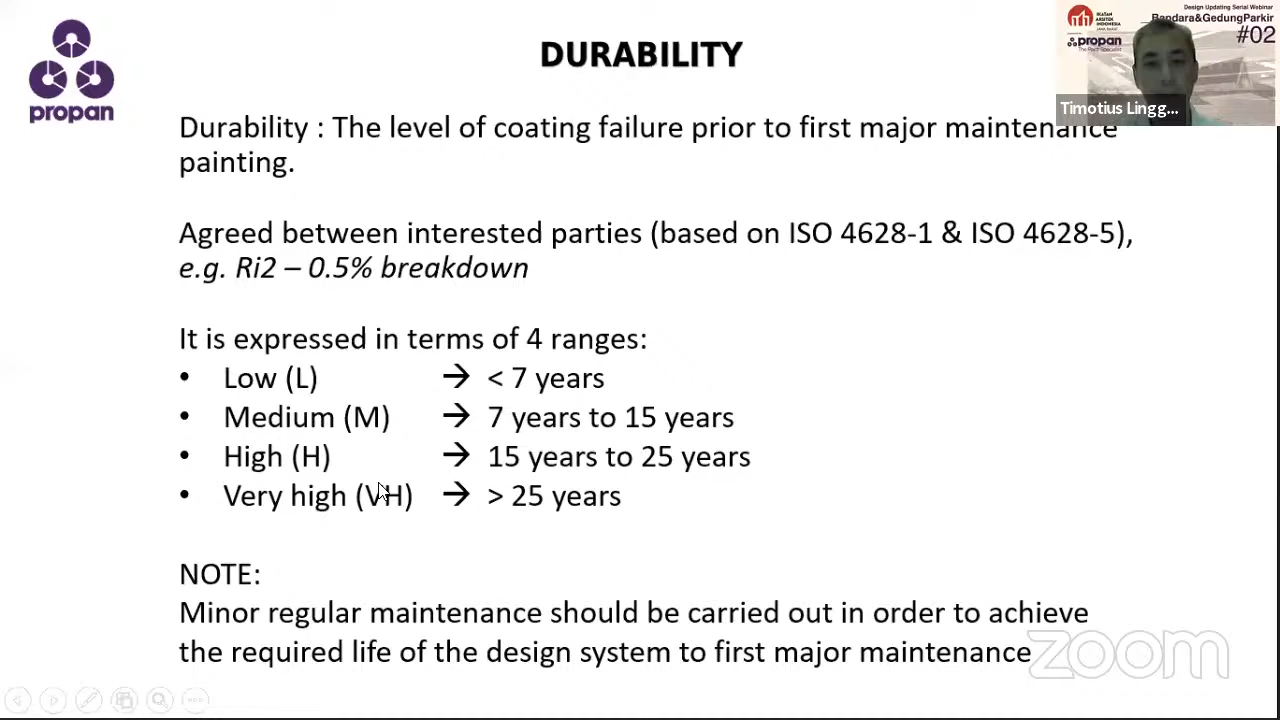 DURABILITY
propan
Durability : The level of coating failure prior to first major maintenance
painting.
Agreed between interested parties (based on ISO 4628-1 & ISO 4628-5),
e.g. Ri2 – 0.5% breakdown
It is expressed in terms of 4 ranges:
• Low (L) → < 7 years
• Medium (M) → 7 years to 15 years
• High (H) → 15 years to 25 years
• Very high (VH) → > 25 years
NOTE:
Minor regular maintenance should be carried out in order to achieve
the required life of the design system to first major maintenance
zoom
Design Updating Serial Webinar
Bandara&GedungParkir
#02
IKATAN
ARSITEK
INDONESIA
propan
Timotius Lingg...